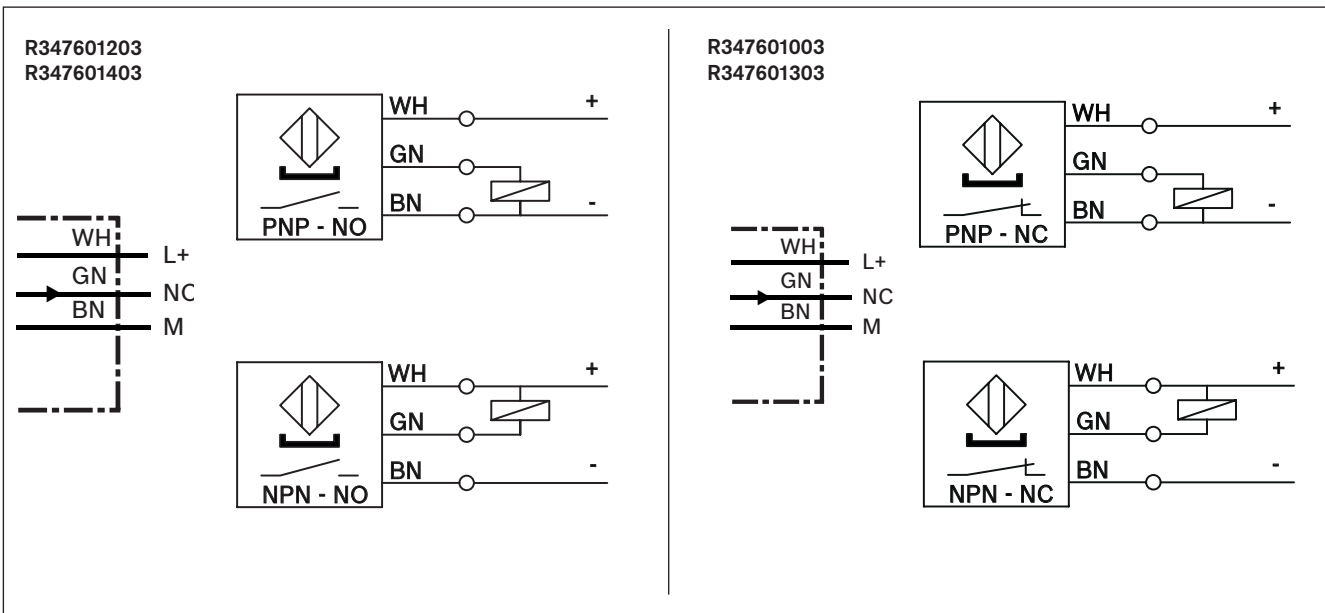 R347601203
R347601403
WH
+
GN
BN
-
PNP - NO
WH
L+
GN
NC
BN
M
WH
+
GN
BN
-
NPN - NO
R347601003
R347601303
WH
+
GN
BN
-
PNP - NC
WH
L+
GN
NC
BN
M
WH
+
GN
BN
-
NPN - NC